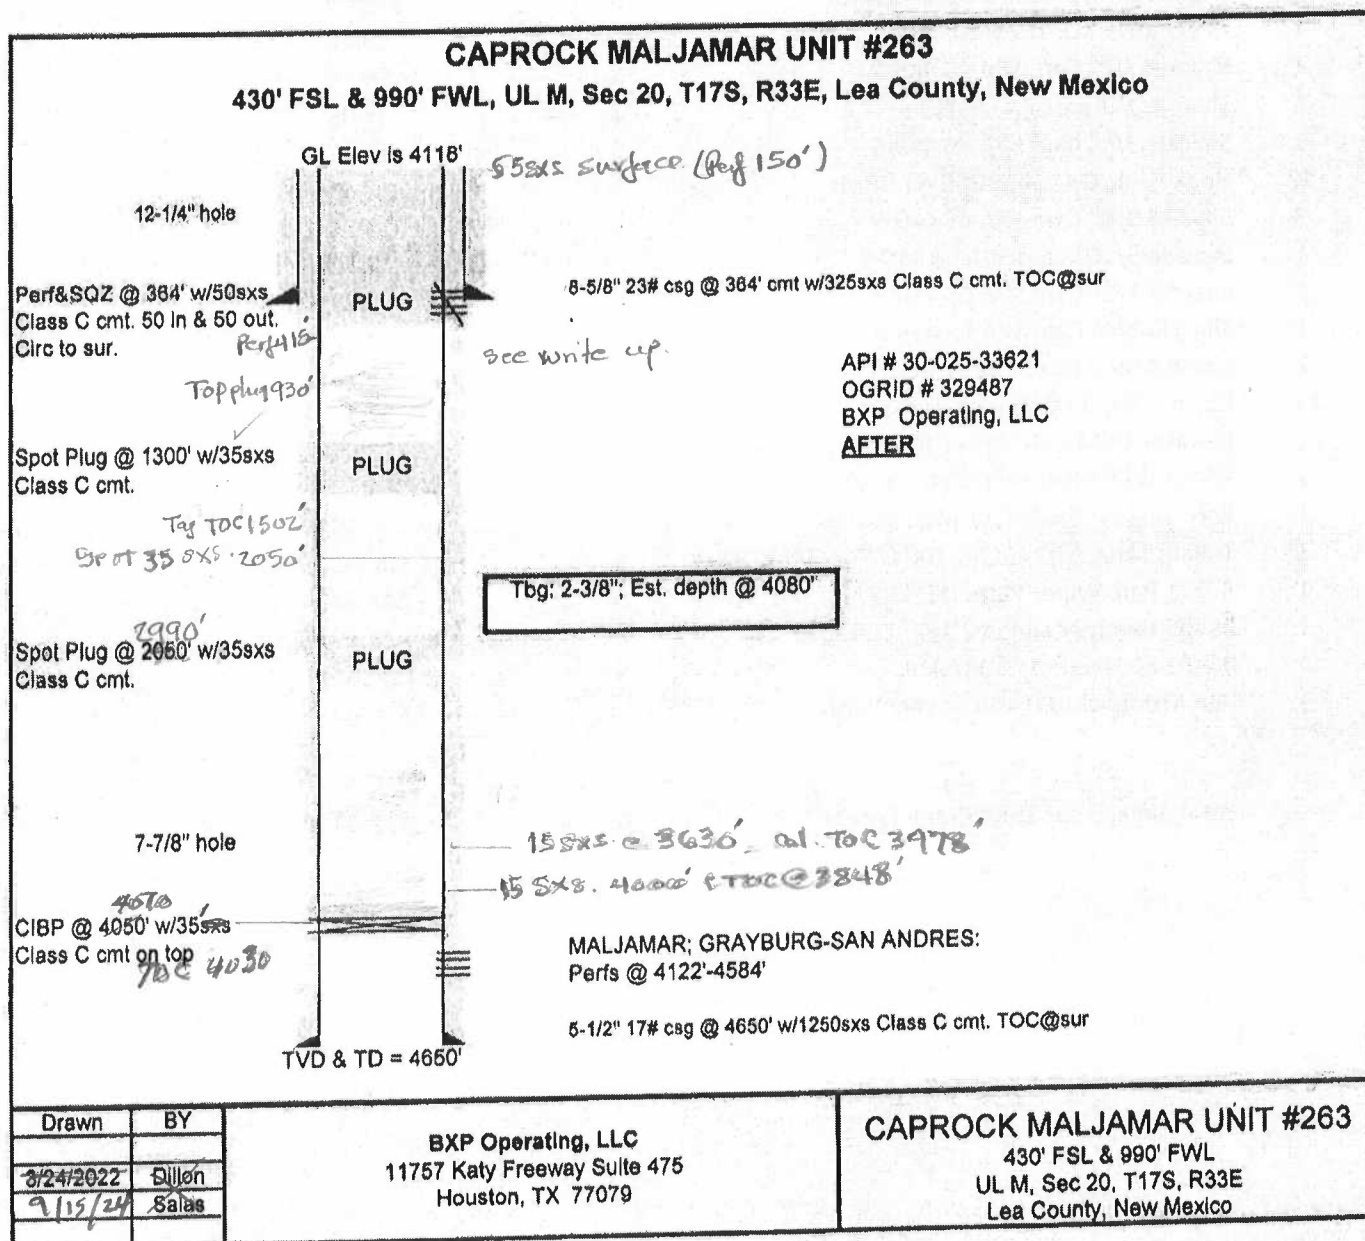 CAPROCK MALJAMAR UNIT #263
430' FSL & 990' FWL, UL M, Sec 20, T17S, R33E, Lea County, New Mexico
GL Elev is 4116'
55sxs surface (Perf 150')
12-1/4" hole
Perf&SQZ @ 364' w/50sxs
Class C cmt. 50 in & 50 out.
Circ to sur.
Perf 415'
PLUG
8-5/8" 23# csg @ 364' cmt w/325sxs Class C cmt. TOC@sur
see write up.
API # 30-025-33621
OGRID # 329487
BXP Operating, LLC
AFTER
Top plug 930'
Spot Plug @ 1300' w/35sxs
Class C cmt.
PLUG
Tag TOC 1502'
Spot 35 sxs 2050'
Tbg: 2-3/8"; Est. depth @ 4080'
2990'
Spot Plug @ 2050' w/35sxs
Class C cmt.
PLUG
7-7/8" hole
15 sxs @ 3630' cal. TOC 3478'
15 sxs. 4000' CTOC @ 3848'
4070'
CIBP @ 4050' w/35sxs
Class C cmt on top
TOC 4030
MALJAMAR; GRAYBURG-SAN ANDRES:
Perfs @ 4122'-4584'
5-1/2" 17# csg @ 4650' w/1250sxs Class C cmt. TOC@sur
TVD & TD = 4650'
Drawn BY
3/24/2022 Dillon
9/15/24 Salas
BXP Operating, LLC
11757 Katy Freeway Suite 475
Houston, TX 77079
CAPROCK MALJAMAR UNIT #263
430' FSL & 990' FWL
UL M, Sec 20, T17S, R33E
Lea County, New Mexico